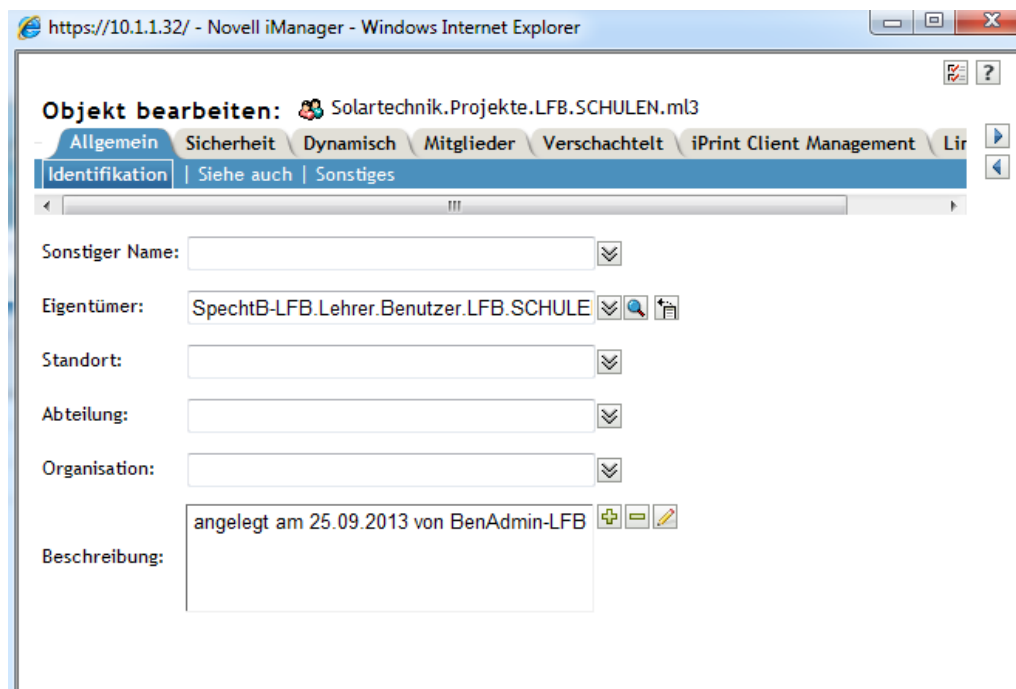 https://10.1.1.32/ - Novell iManager - Windows Internet Explorer
Objekt bearbeiten: Solartechnik.Projekte.LFB.SCHULEN.ml3
Allgemein Sicherheit Dynamisch Mitglieder Verschachtelt iPrint Client Management Lir
Identifikation | Siehe auch | Sonstiges
Sonstiger Name:
Eigentümer: SpechtB-LFB.Lehrer.Benutzer.LFB.SCHULE
Standort:
Abteilung:
Organisation:
angelegt am 25.09.2013 von BenAdmin-LFB
Beschreibung: